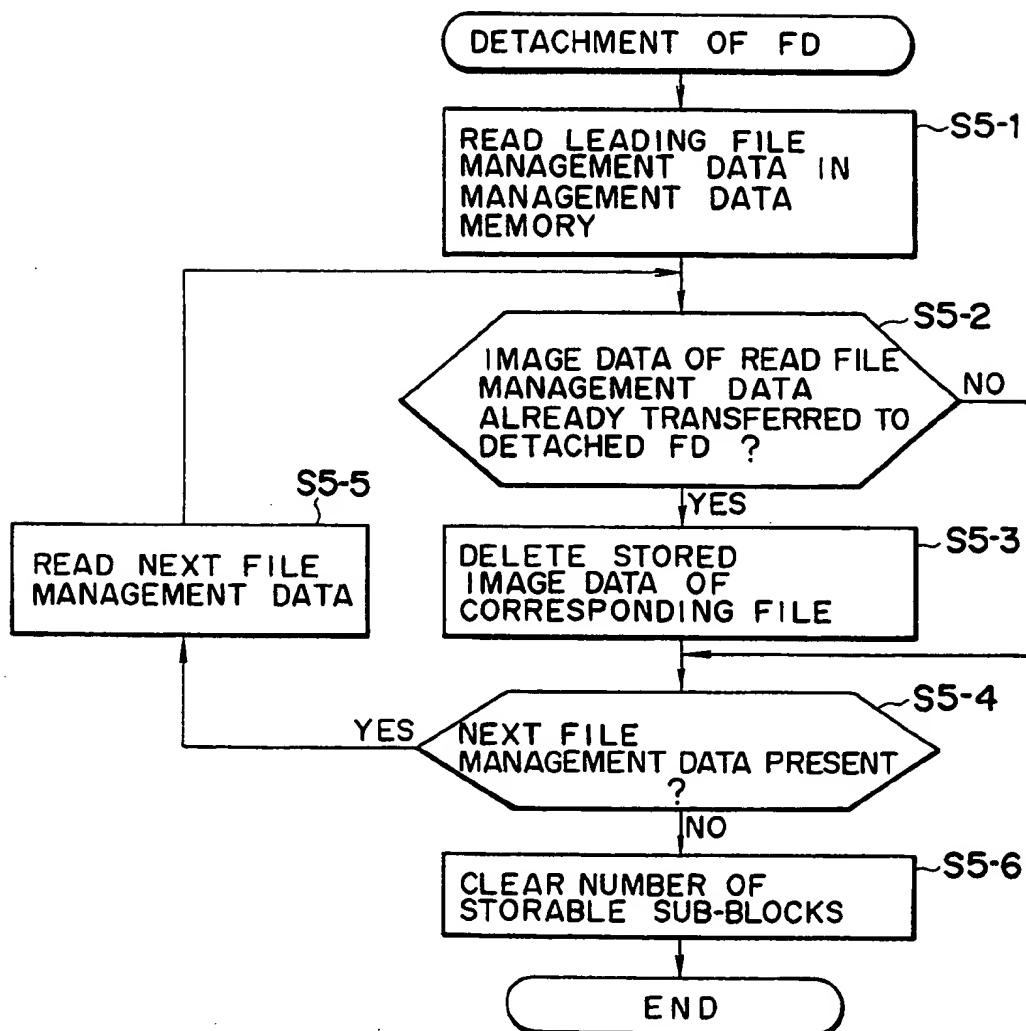 DETACHMENT OF FD
S5-1
READ LEADING FILE
MANAGEMENT DATA IN
MANAGEMENT DATA
MEMORY
S5-2
IMAGE DATA OF READ FILE
MANAGEMENT DATA
ALREADY TRANSFERRED TO
DETACHED FD ?
NO
YES
S5-5
READ NEXT FILE
MANAGEMENT DATA
S5-3
DELETE STORED
IMAGE DATA OF
CORRESPONDING FILE
S5-4
YES
NEXT FILE
MANAGEMENT DATA PRESENT
?
NO
S5-6
CLEAR NUMBER OF
STORABLE SUB-BLOCKS
END